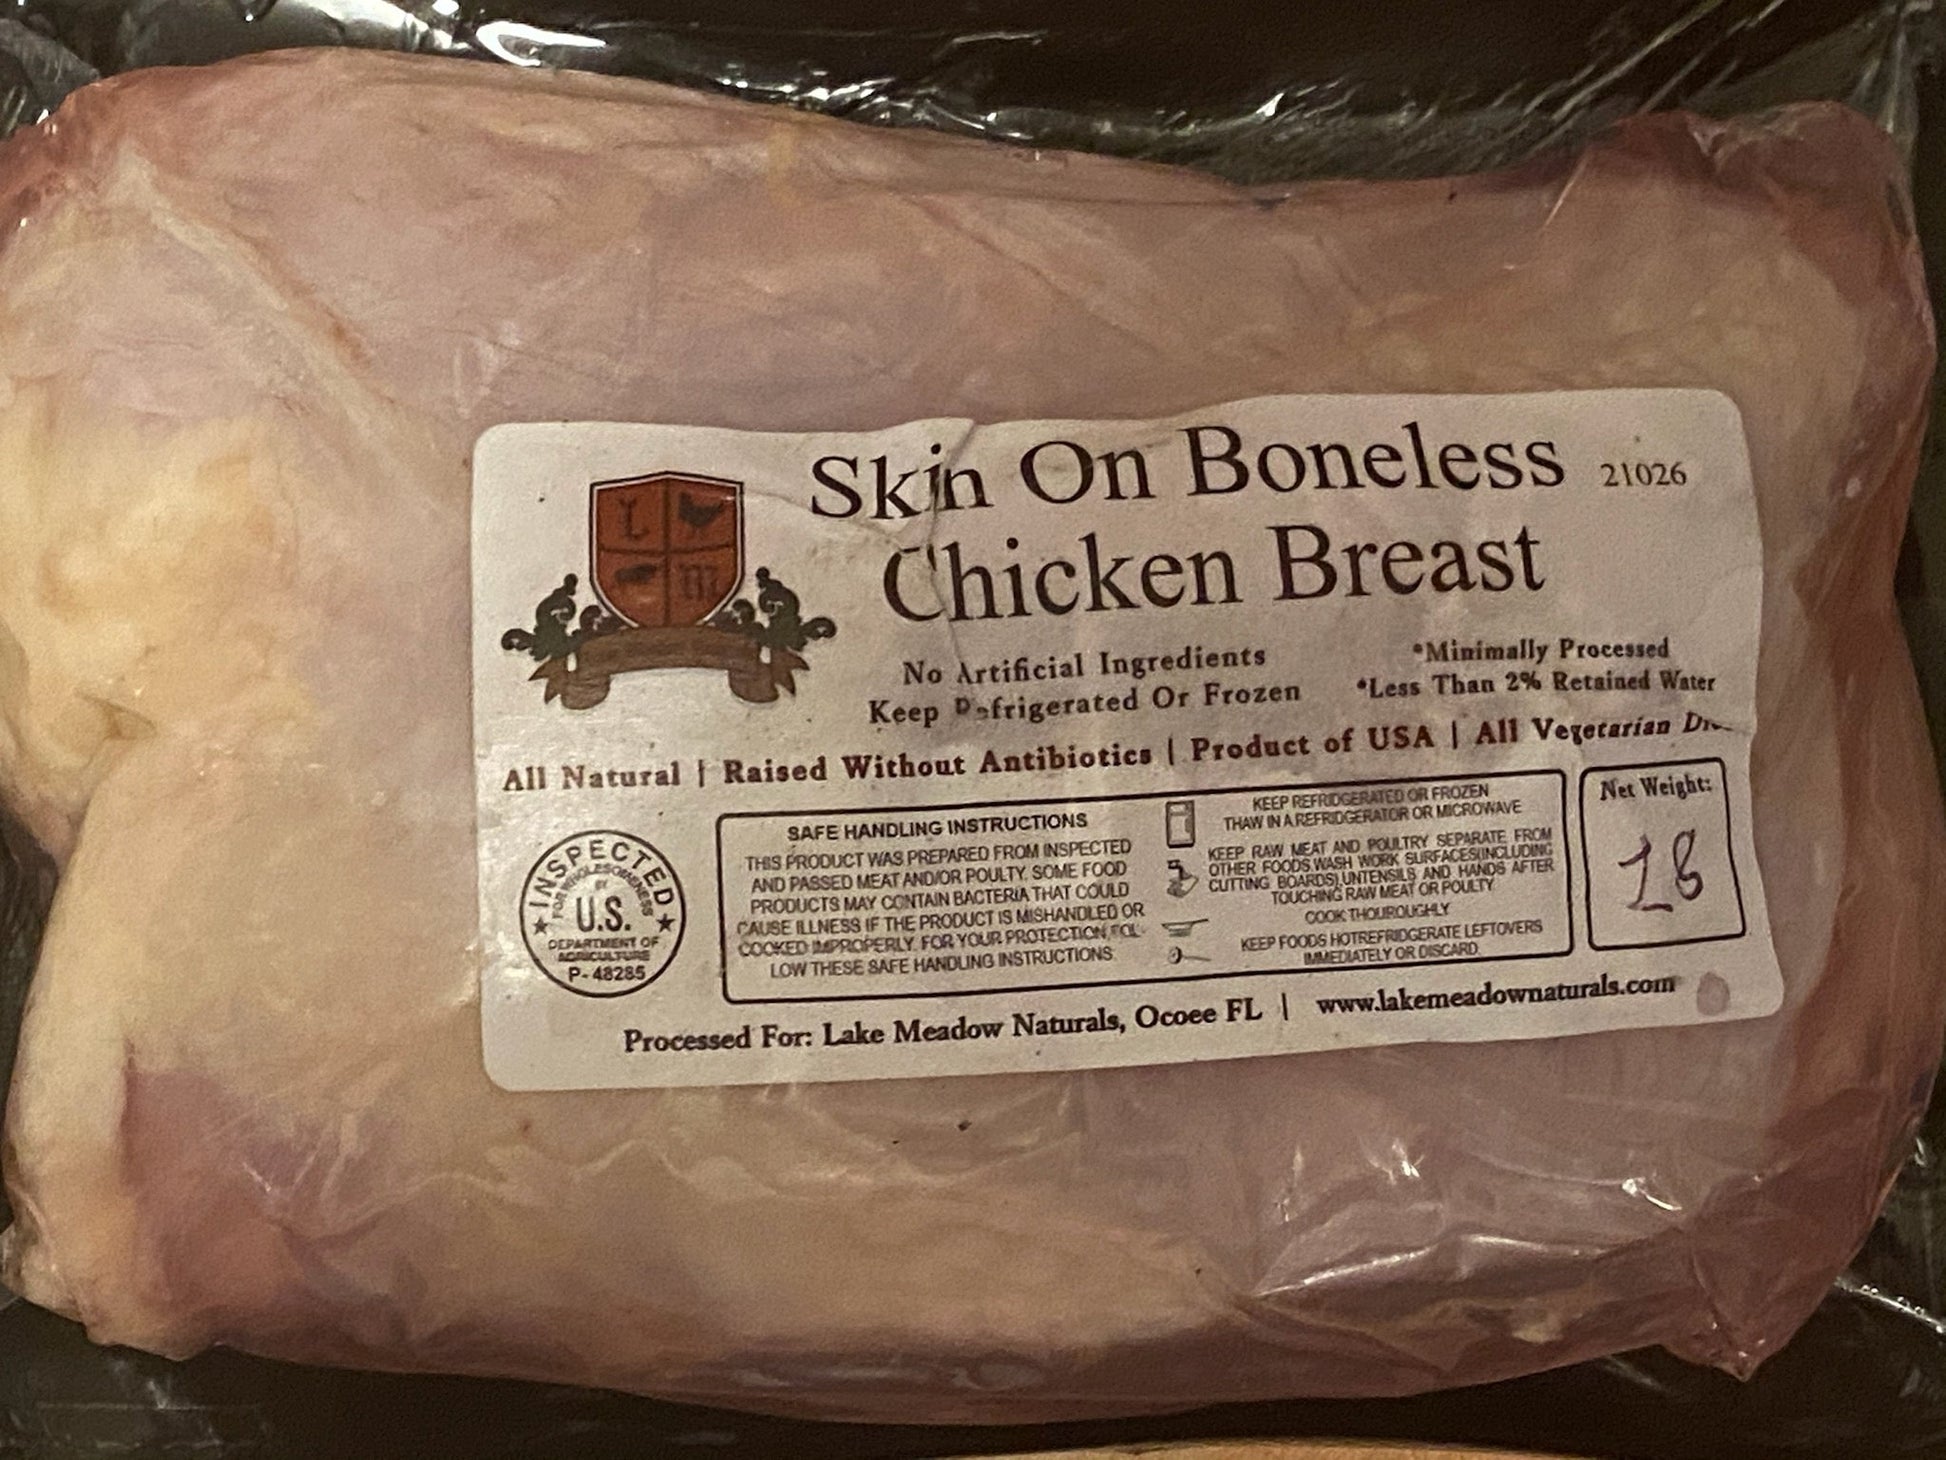 Skin On Boneless 21026
Chicken Breast
No Artificial Ingredients
Keep Refrigerated Or Frozen
*Minimally Processed
*Less Than 2% Retained Water
All Natural | Raised Without Antibiotics | Product of USA | All Vegetarian
L
m
INSPECTED
FOR WHOLESOMENESS
BY
U.S.
DEPARTMENT OF
AGRICULTURE
P-48285
SAFE HANDLING INSTRUCTIONS
THIS PRODUCT WAS PREPARED FROM INSPECTED
AND PASSED MEAT AND/OR POULTY. SOME FOOD
PRODUCTS MAY CONTAIN BACTERIA THAT COULD
CAUSE ILLNESS IF THE PRODUCT IS MISHANDLED OR
COOKED IMPROPERLY. FOR YOUR PROTECTION, FOL-
LOW THESE SAFE HANDLING INSTRUCTIONS.
KEEP REFRIDGERATED OR FROZEN
THAW IN A REFRIDGERATOR OR MICROWAVE
KEEP RAW MEAT AND POULTRY SEPARATE FROM
OTHER FOODS.WASH WORK SURFACES(INCLUDING
CUTTING BOARDS),UNTENSILS AND HANDS AFTER
TOUCHING RAW MEAT OR POULTY
COOK THOUROUGHLY
KEEP FOODS HOTREFRIDGERATE LEFTOVERS
IMMEDIATELY OR DISCARD.
Net Weight:
18
Processed For: Lake Meadow Naturals, Ocoee FL | www.lakemeadownaturals.com